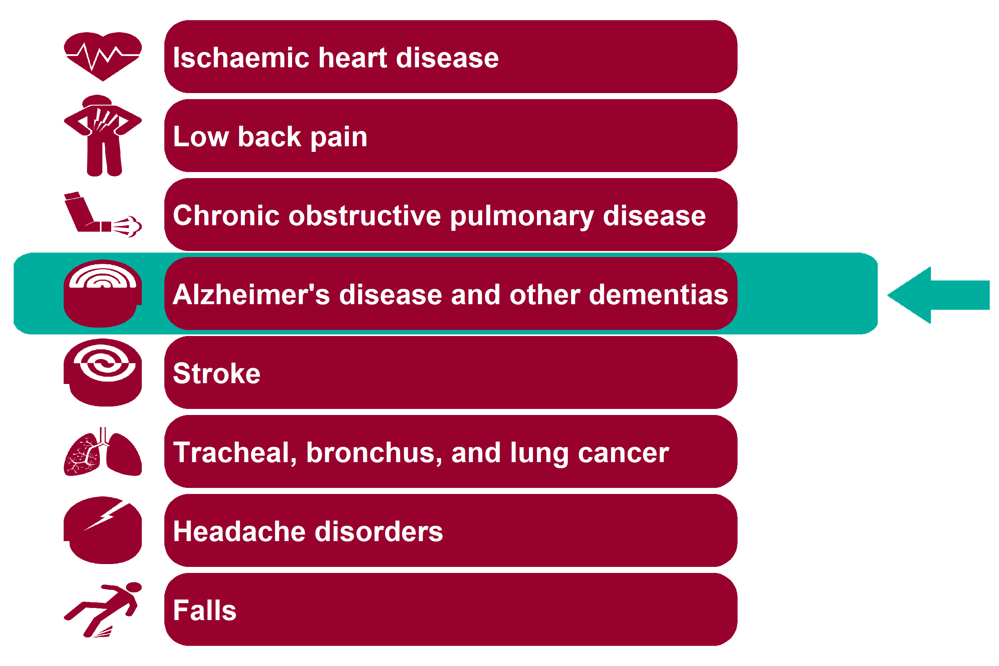 Ischaemic heart disease
Low back pain
Chronic obstructive pulmonary disease
Alzheimer's disease and other dementias
Stroke
Tracheal, bronchus, and lung cancer
Headache disorders
Falls